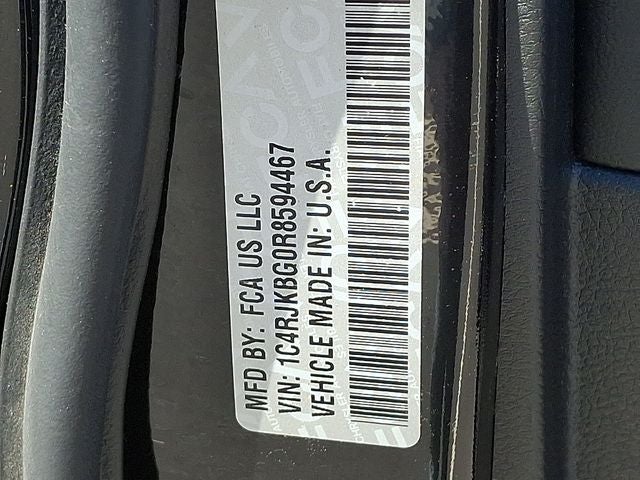 MFD BY: FCA US LLC
VIN: 1C4RJKBG0R8594467
VEHICLE MADE IN: U.S.A.